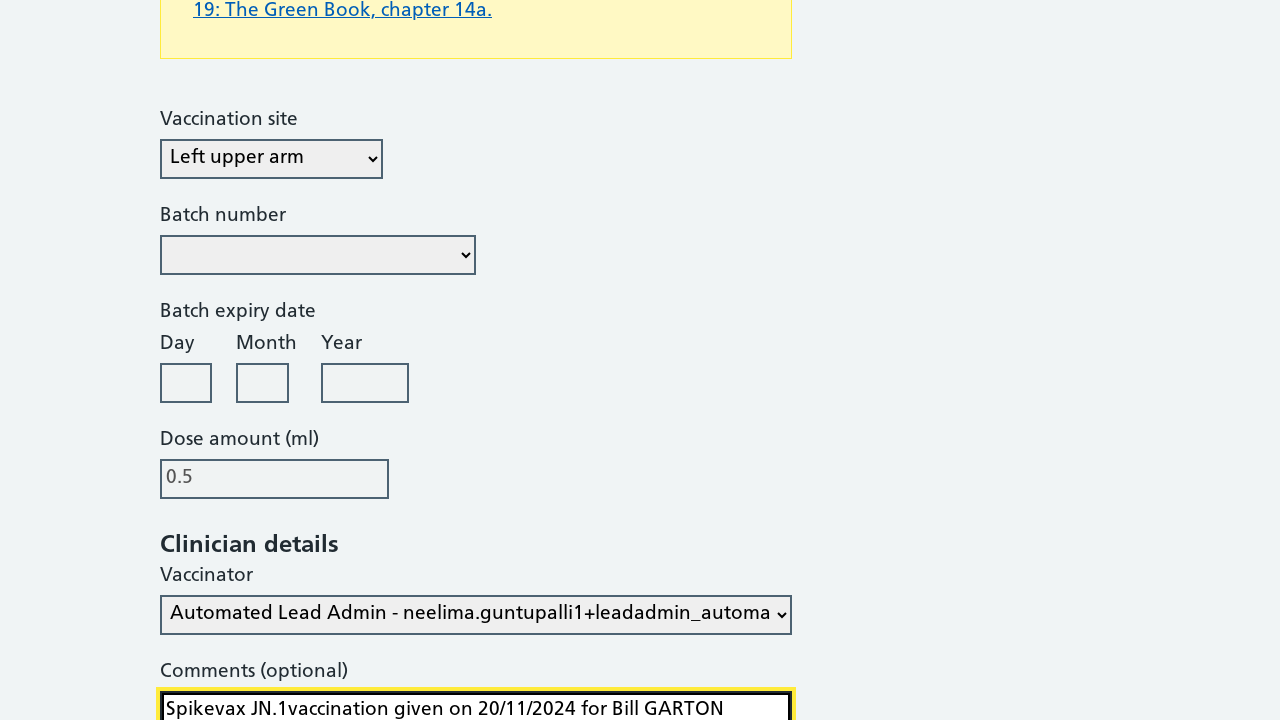 19: The Green Book, chapter 14a.
Vaccination site
Left upper arm
Batch number
Batch expiry date
Day Month Year
Dose amount (ml)
0.5
Clinician details
Vaccinator
Automated Lead Admin - neelima.guntupalli1+leadadmin_automa
Comments (optional)
Spikevax JN.1vaccination given on 20/11/2024 for Bill GARTON